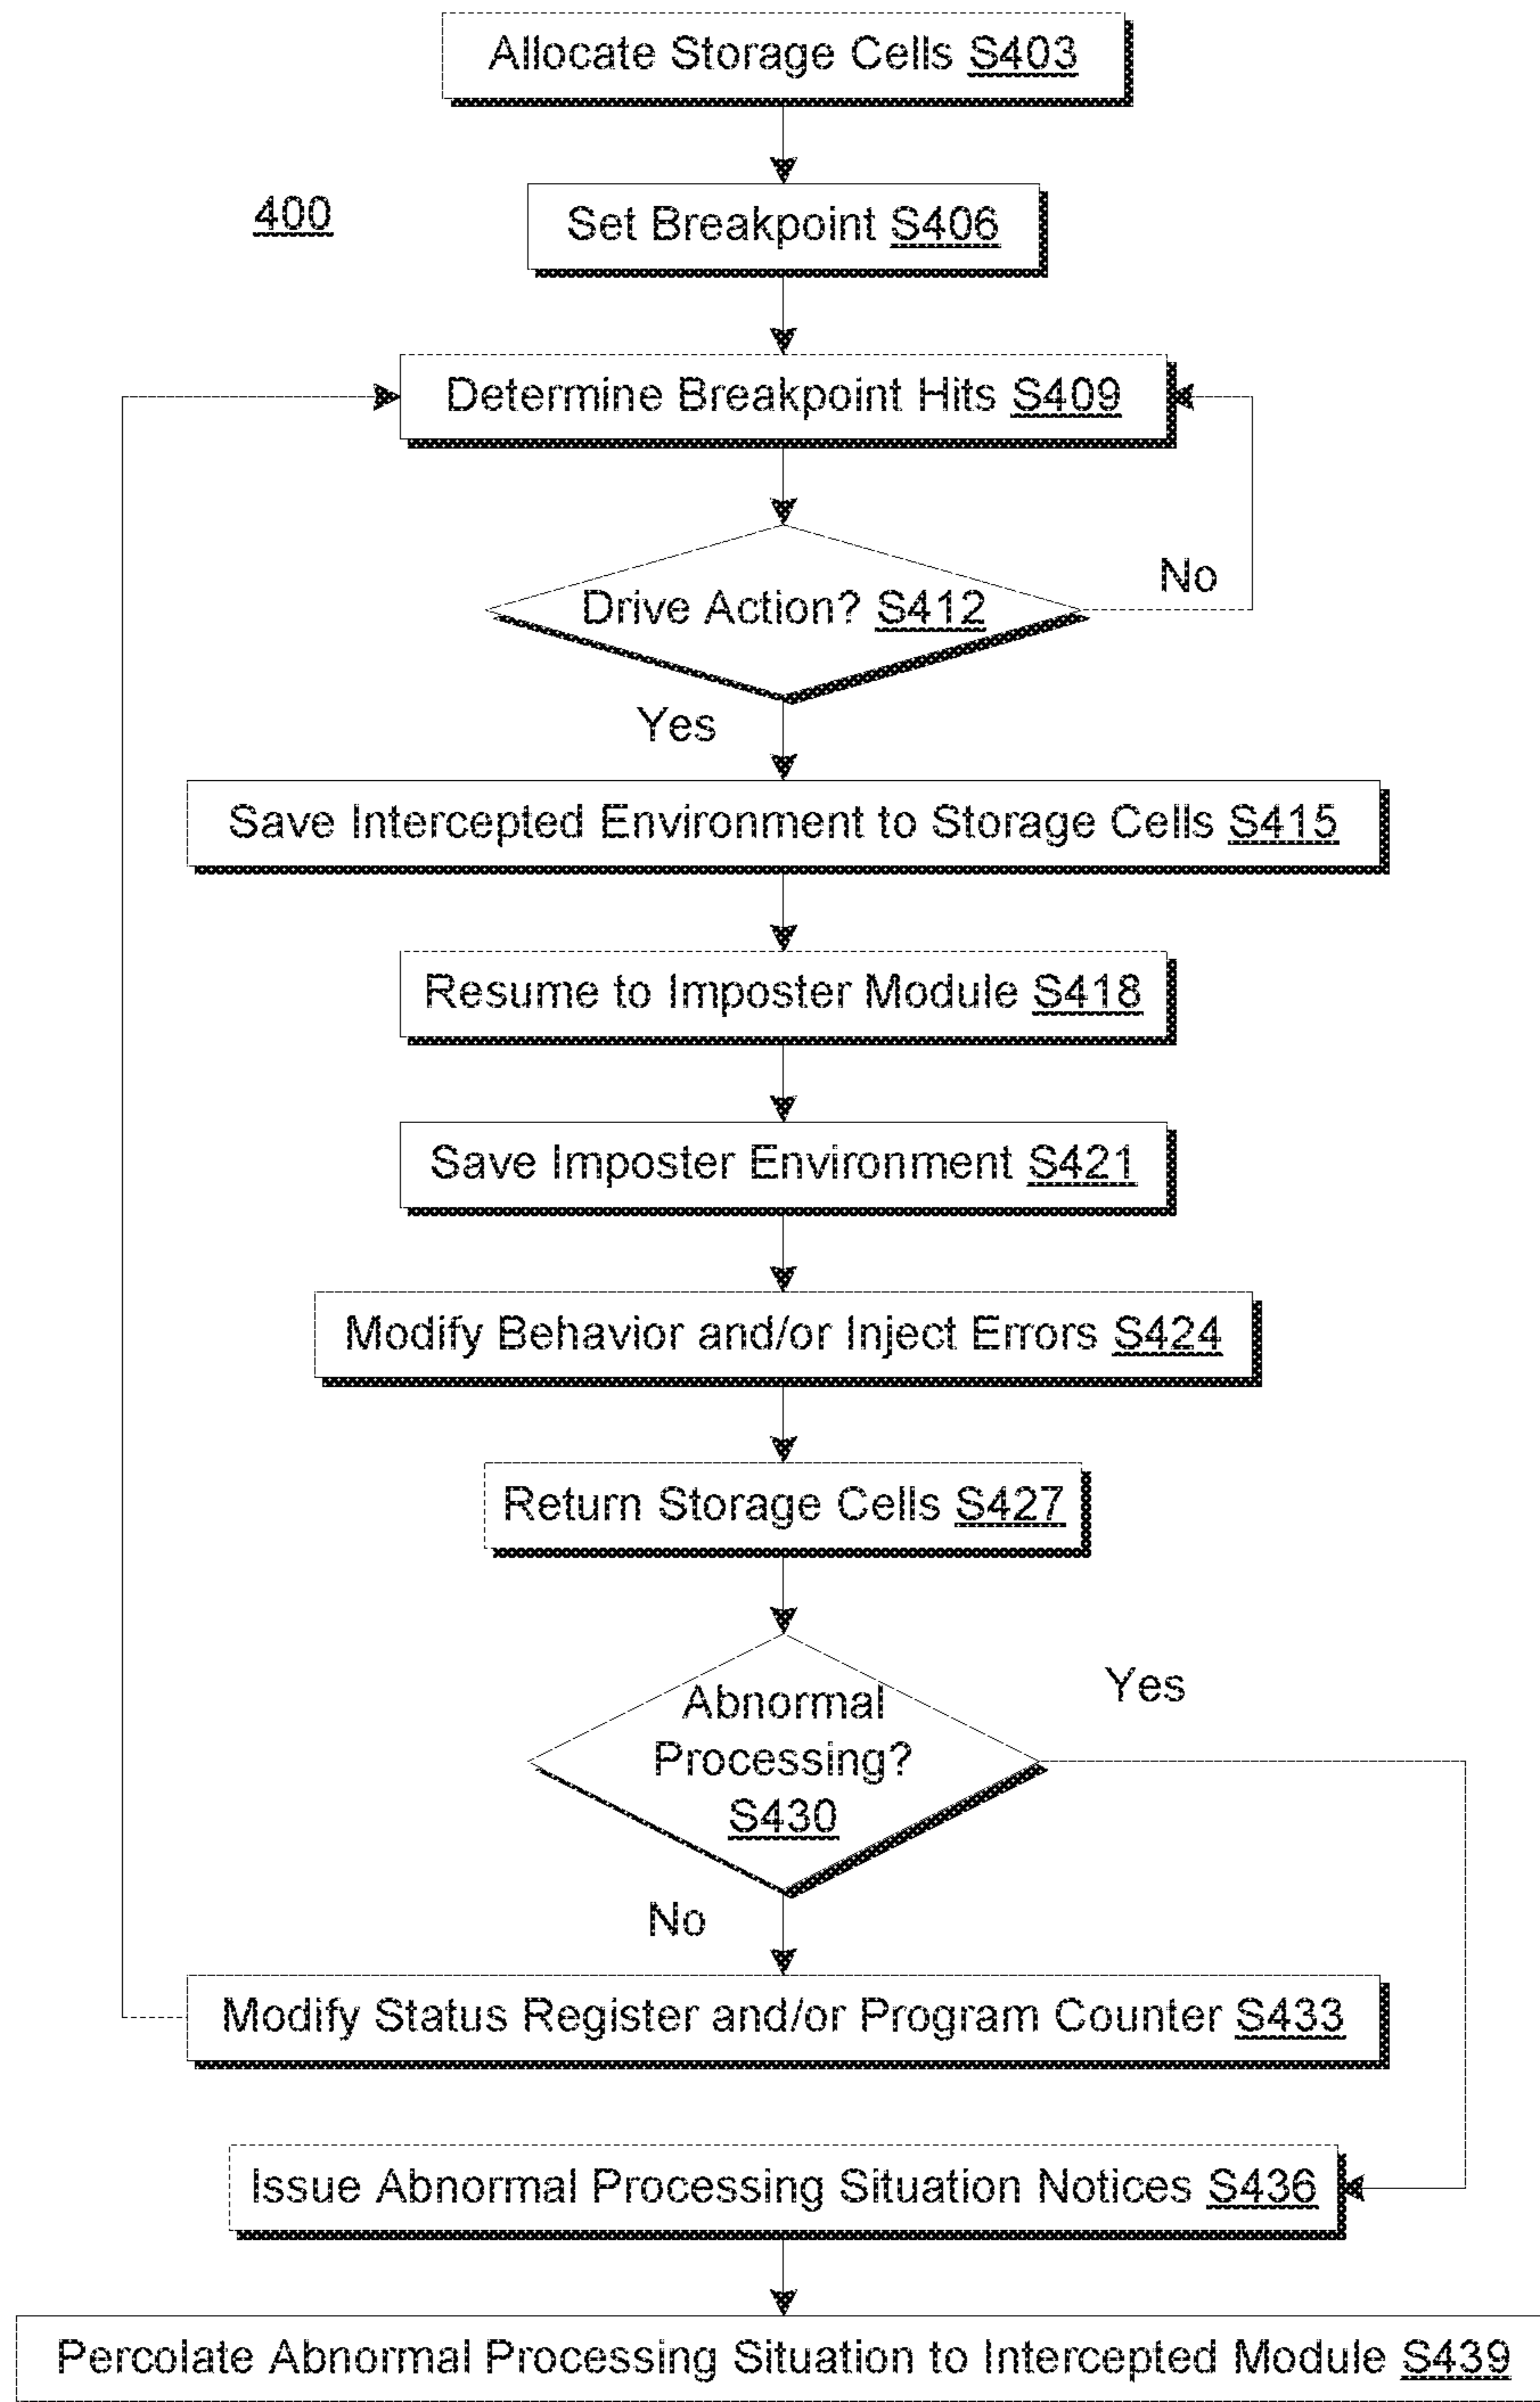 Allocate Storage Cells S403
400
Set Breakpoint S406
Determine Breakpoint Hits S409
Drive Action? S412
No
Yes
Save Intercepted Environment to Storage Cells S415
Resume to Imposter Module S418
Save Imposter Environment S421
Modify Behavior and/or Inject Errors S424
Return Storage Cells S427
Abnormal
Processing?
S430
Yes
No
Modify Status Register and/or Program Counter S433
Issue Abnormal Processing Situation Notices S436
Percolate Abnormal Processing Situation to Intercepted Module S439